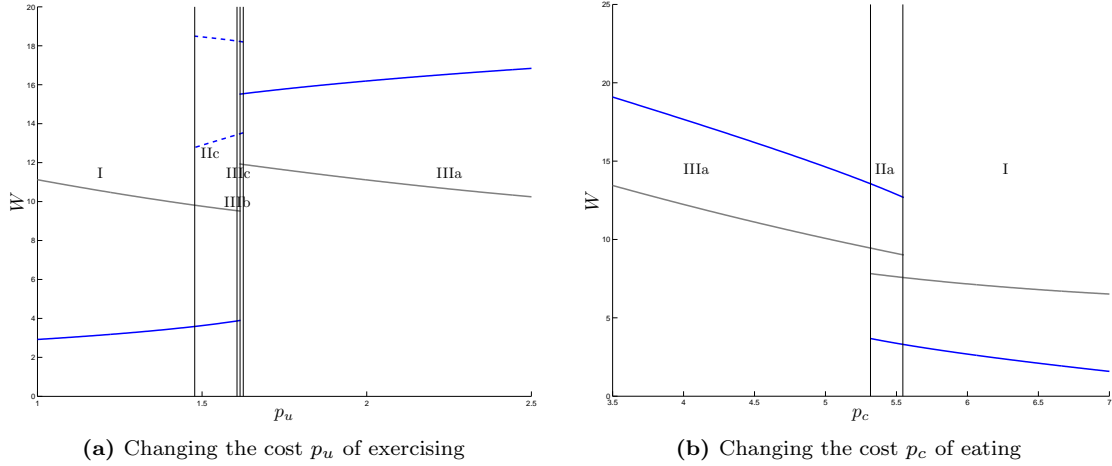 20
18
16
14
12
10
8
6
4
2
0
W
I
IIc
IIIc
IIIb
IIIa
1
1.5
2
2.5
p_u
(a) Changing the cost p_u of exercising
25
20
15
10
5
0
W
IIIa
IIa
I
3.5
4
4.5
5
5.5
6
6.5
7
p_c
(b) Changing the cost p_c of eating